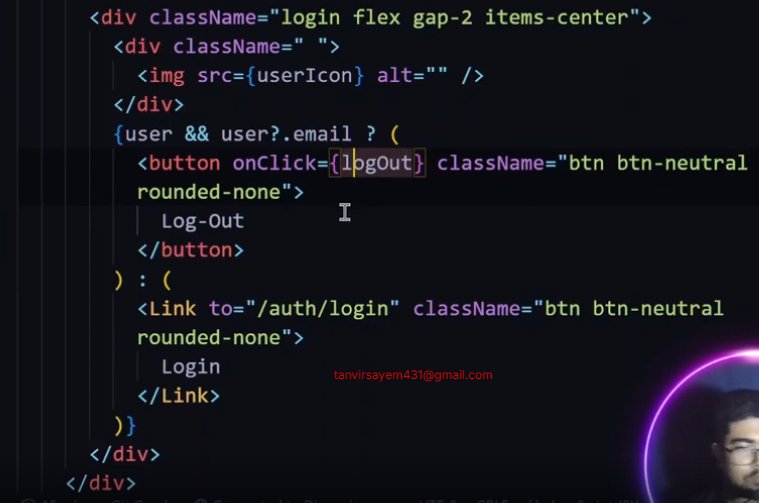 <div className="login flex gap-2 items-center">
<div className=" ">
<img src={userIcon} alt="" />
</div>
{user && user?.email ? (
<button onClick={logOut} className="btn btn-neutral
rounded-none">
Log-Out
</button>
) : (
<Link to="/auth/login" className="btn btn-neutral
rounded-none">
Login
tanvirsayem431@gmail.com
</Link>
)}
</div>
</div>